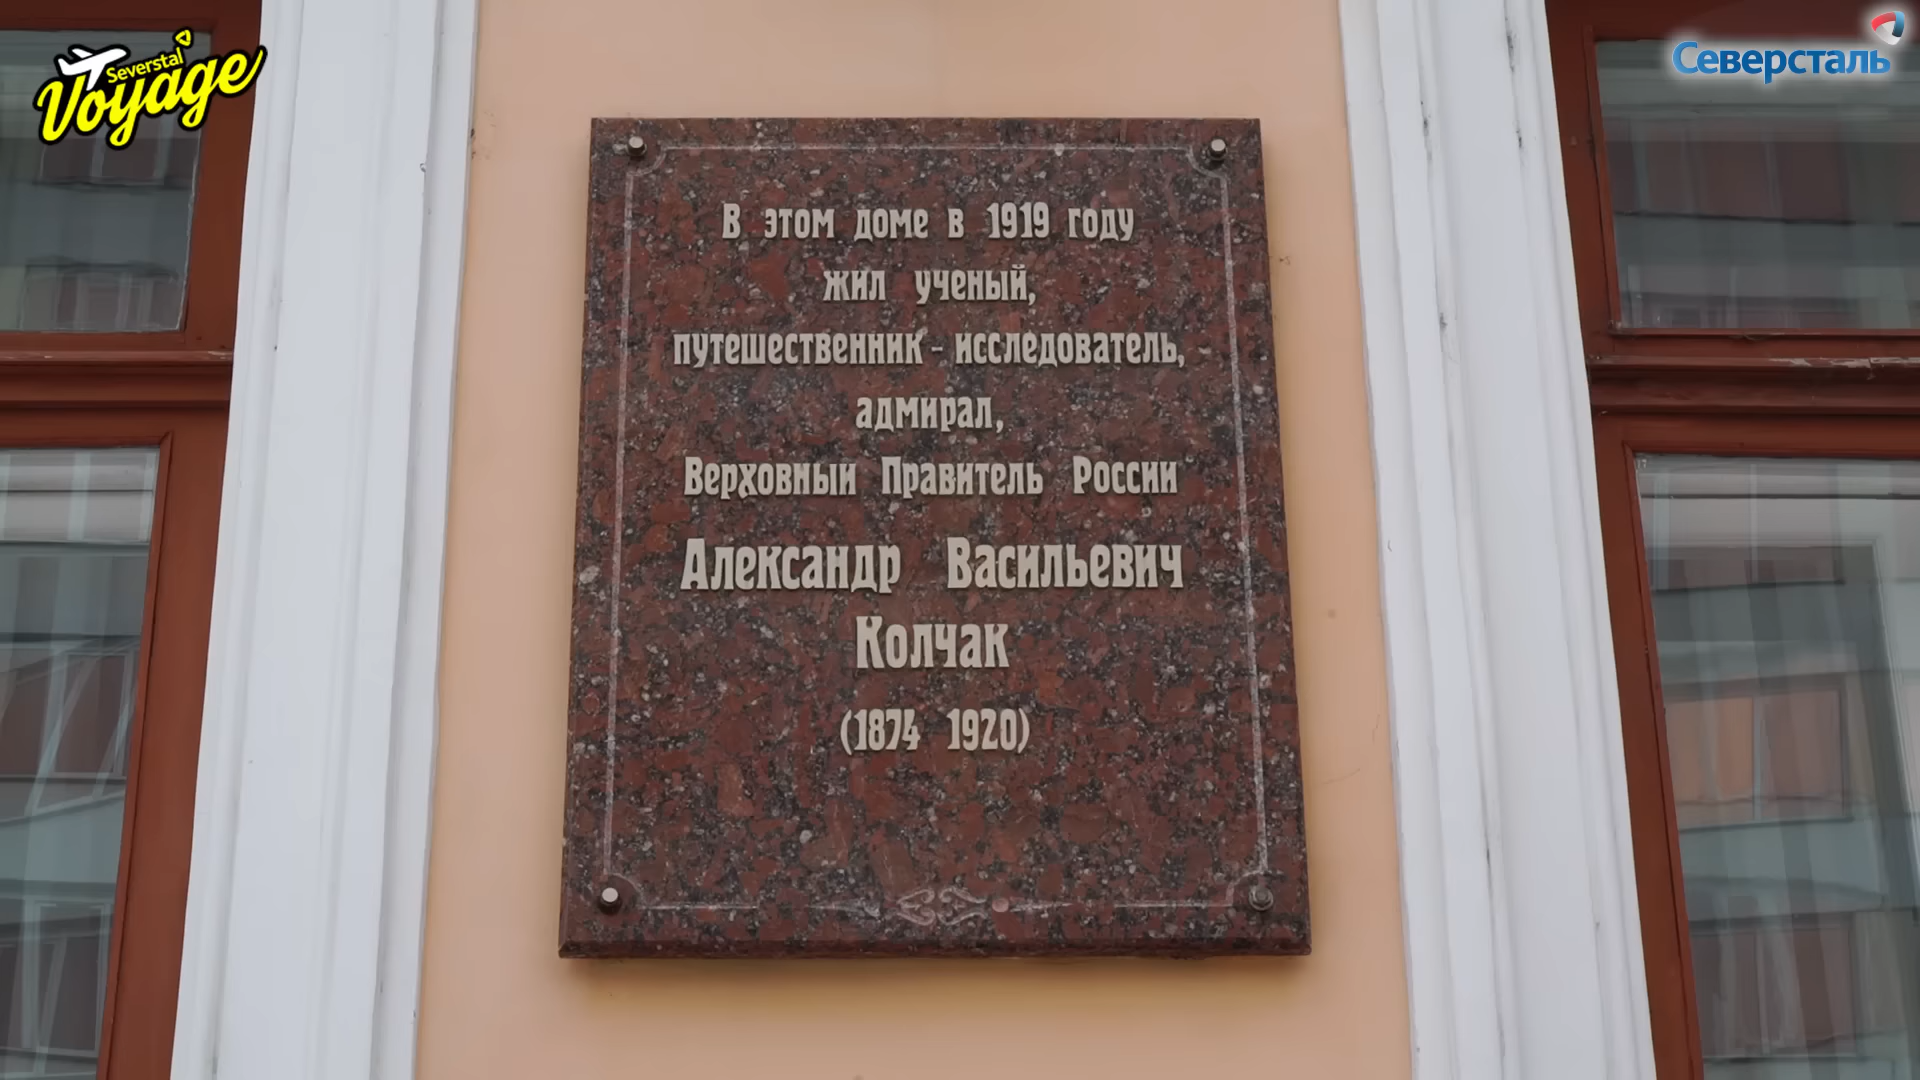 Severstal
Voyage
Северсталь
В этом доме в 1919 году
жил ученый,
путешественник - исследователь,
адмирал,
Верховныи Правитель России
Александр Васильевич
Колчак
(1874 1920)